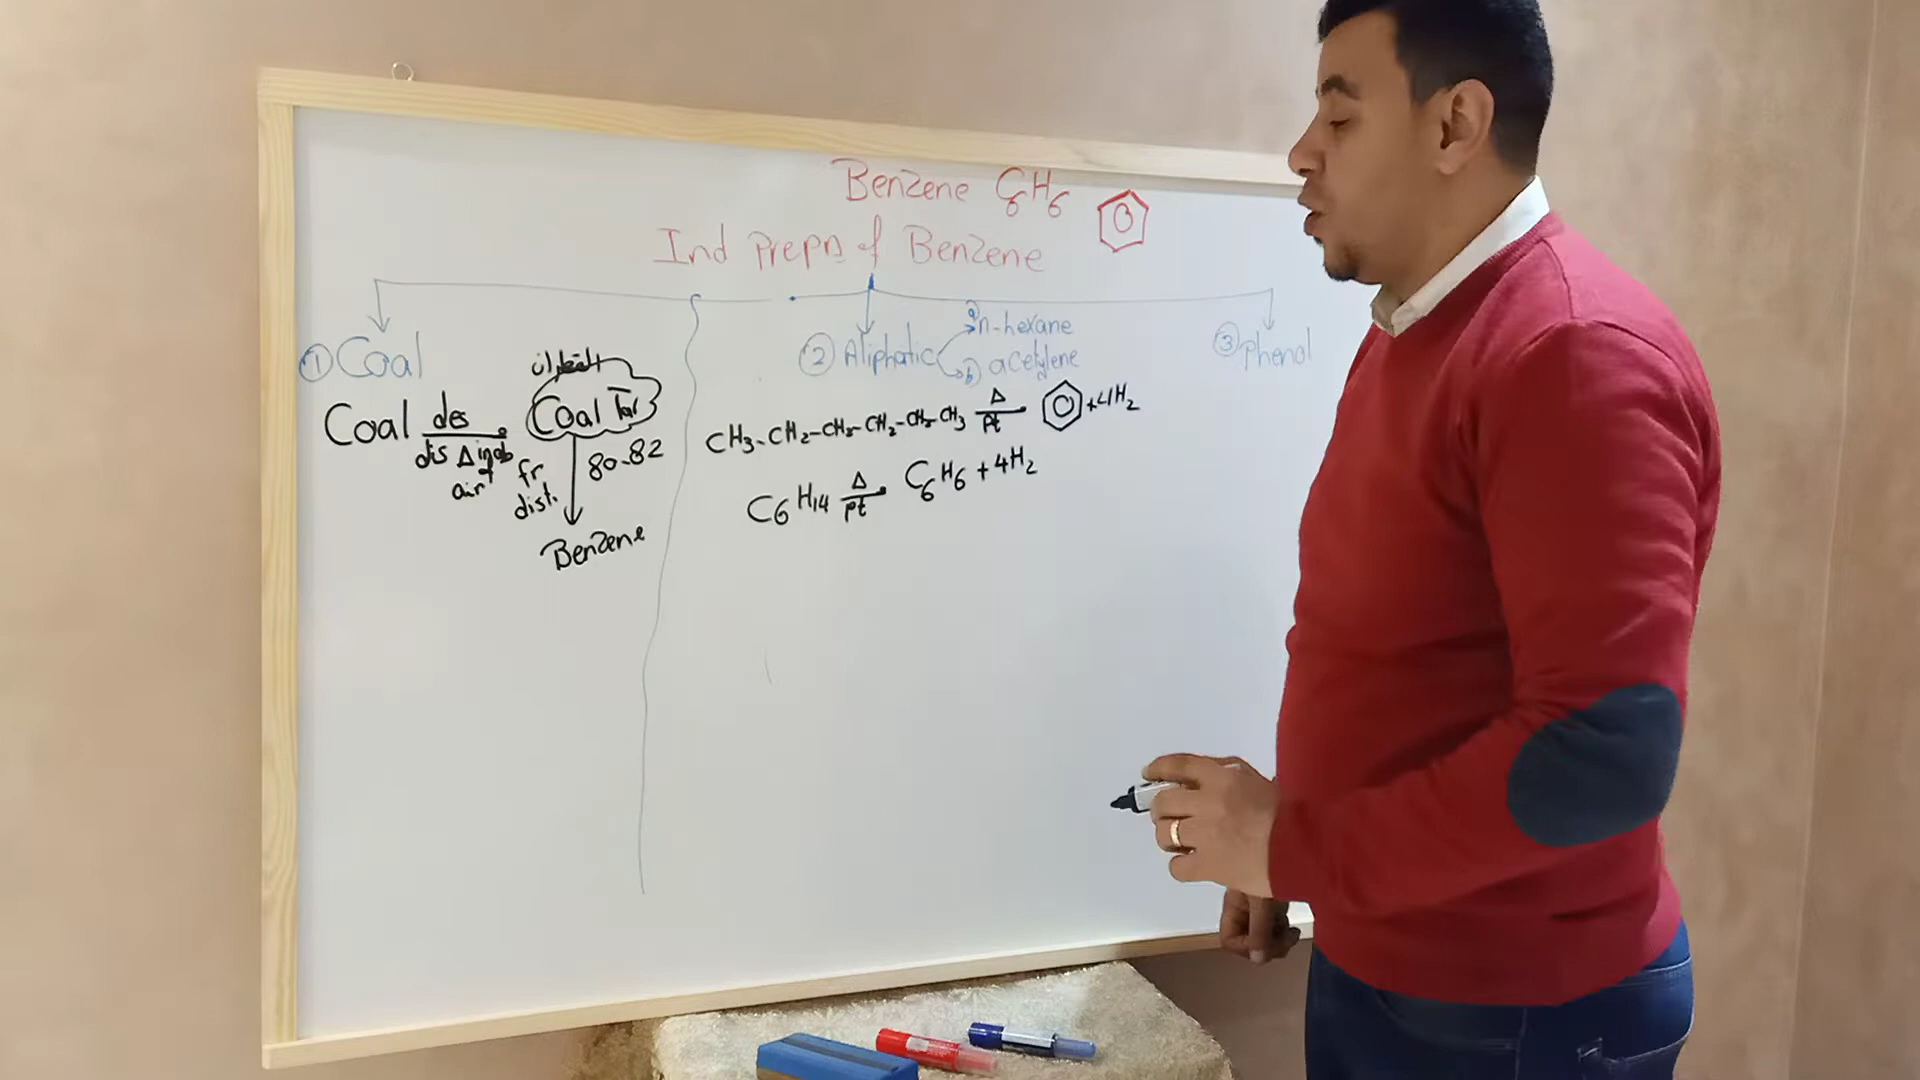 Benzene C6H6
Ind Prepns of Benzene
① Coal
Coal des dis Δ in ab air
القطران
Coal Tar
fr dist. 80-82
Benzene
② Aliphatic
a n-hexane
b) acetylene
CH3-CH2-CH2-CH2-CH2-CH3 Δ Pt +4H2
C6H14 Δ pt C6H6 + 4H2
③ Phenol